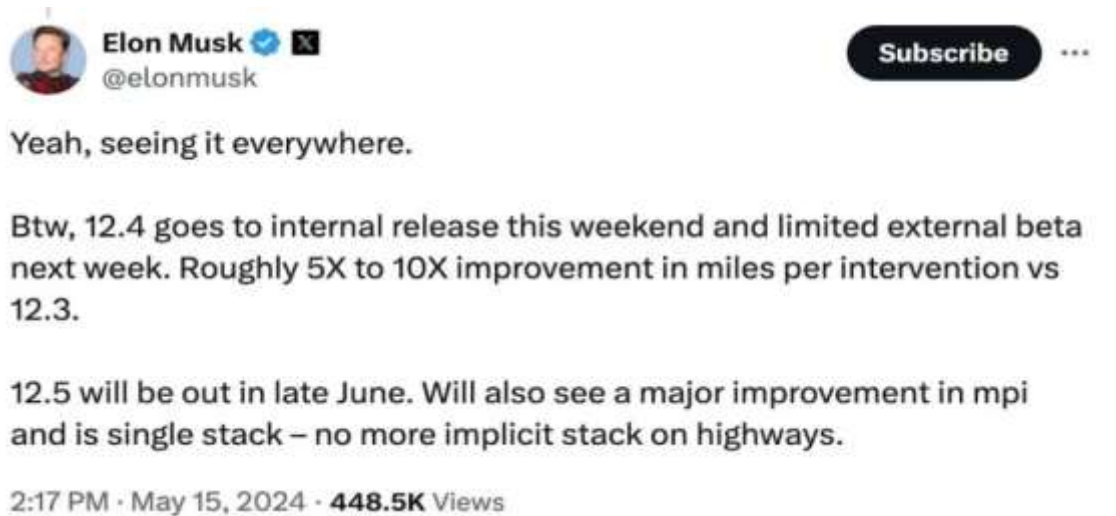 Elon Musk
Subscribe
@elonmusk
Yeah, seeing it everywhere.
Btw, 12.4 goes to internal release this weekend and limited external beta
next week. Roughly 5X to 10X improvement in miles per intervention vs
12.3.
12.5 will be out in late June. Will also see a major improvement in mpi
and is single stack – no more implicit stack on highways.
2:17 PM · May 15, 2024 · 448.5K Views